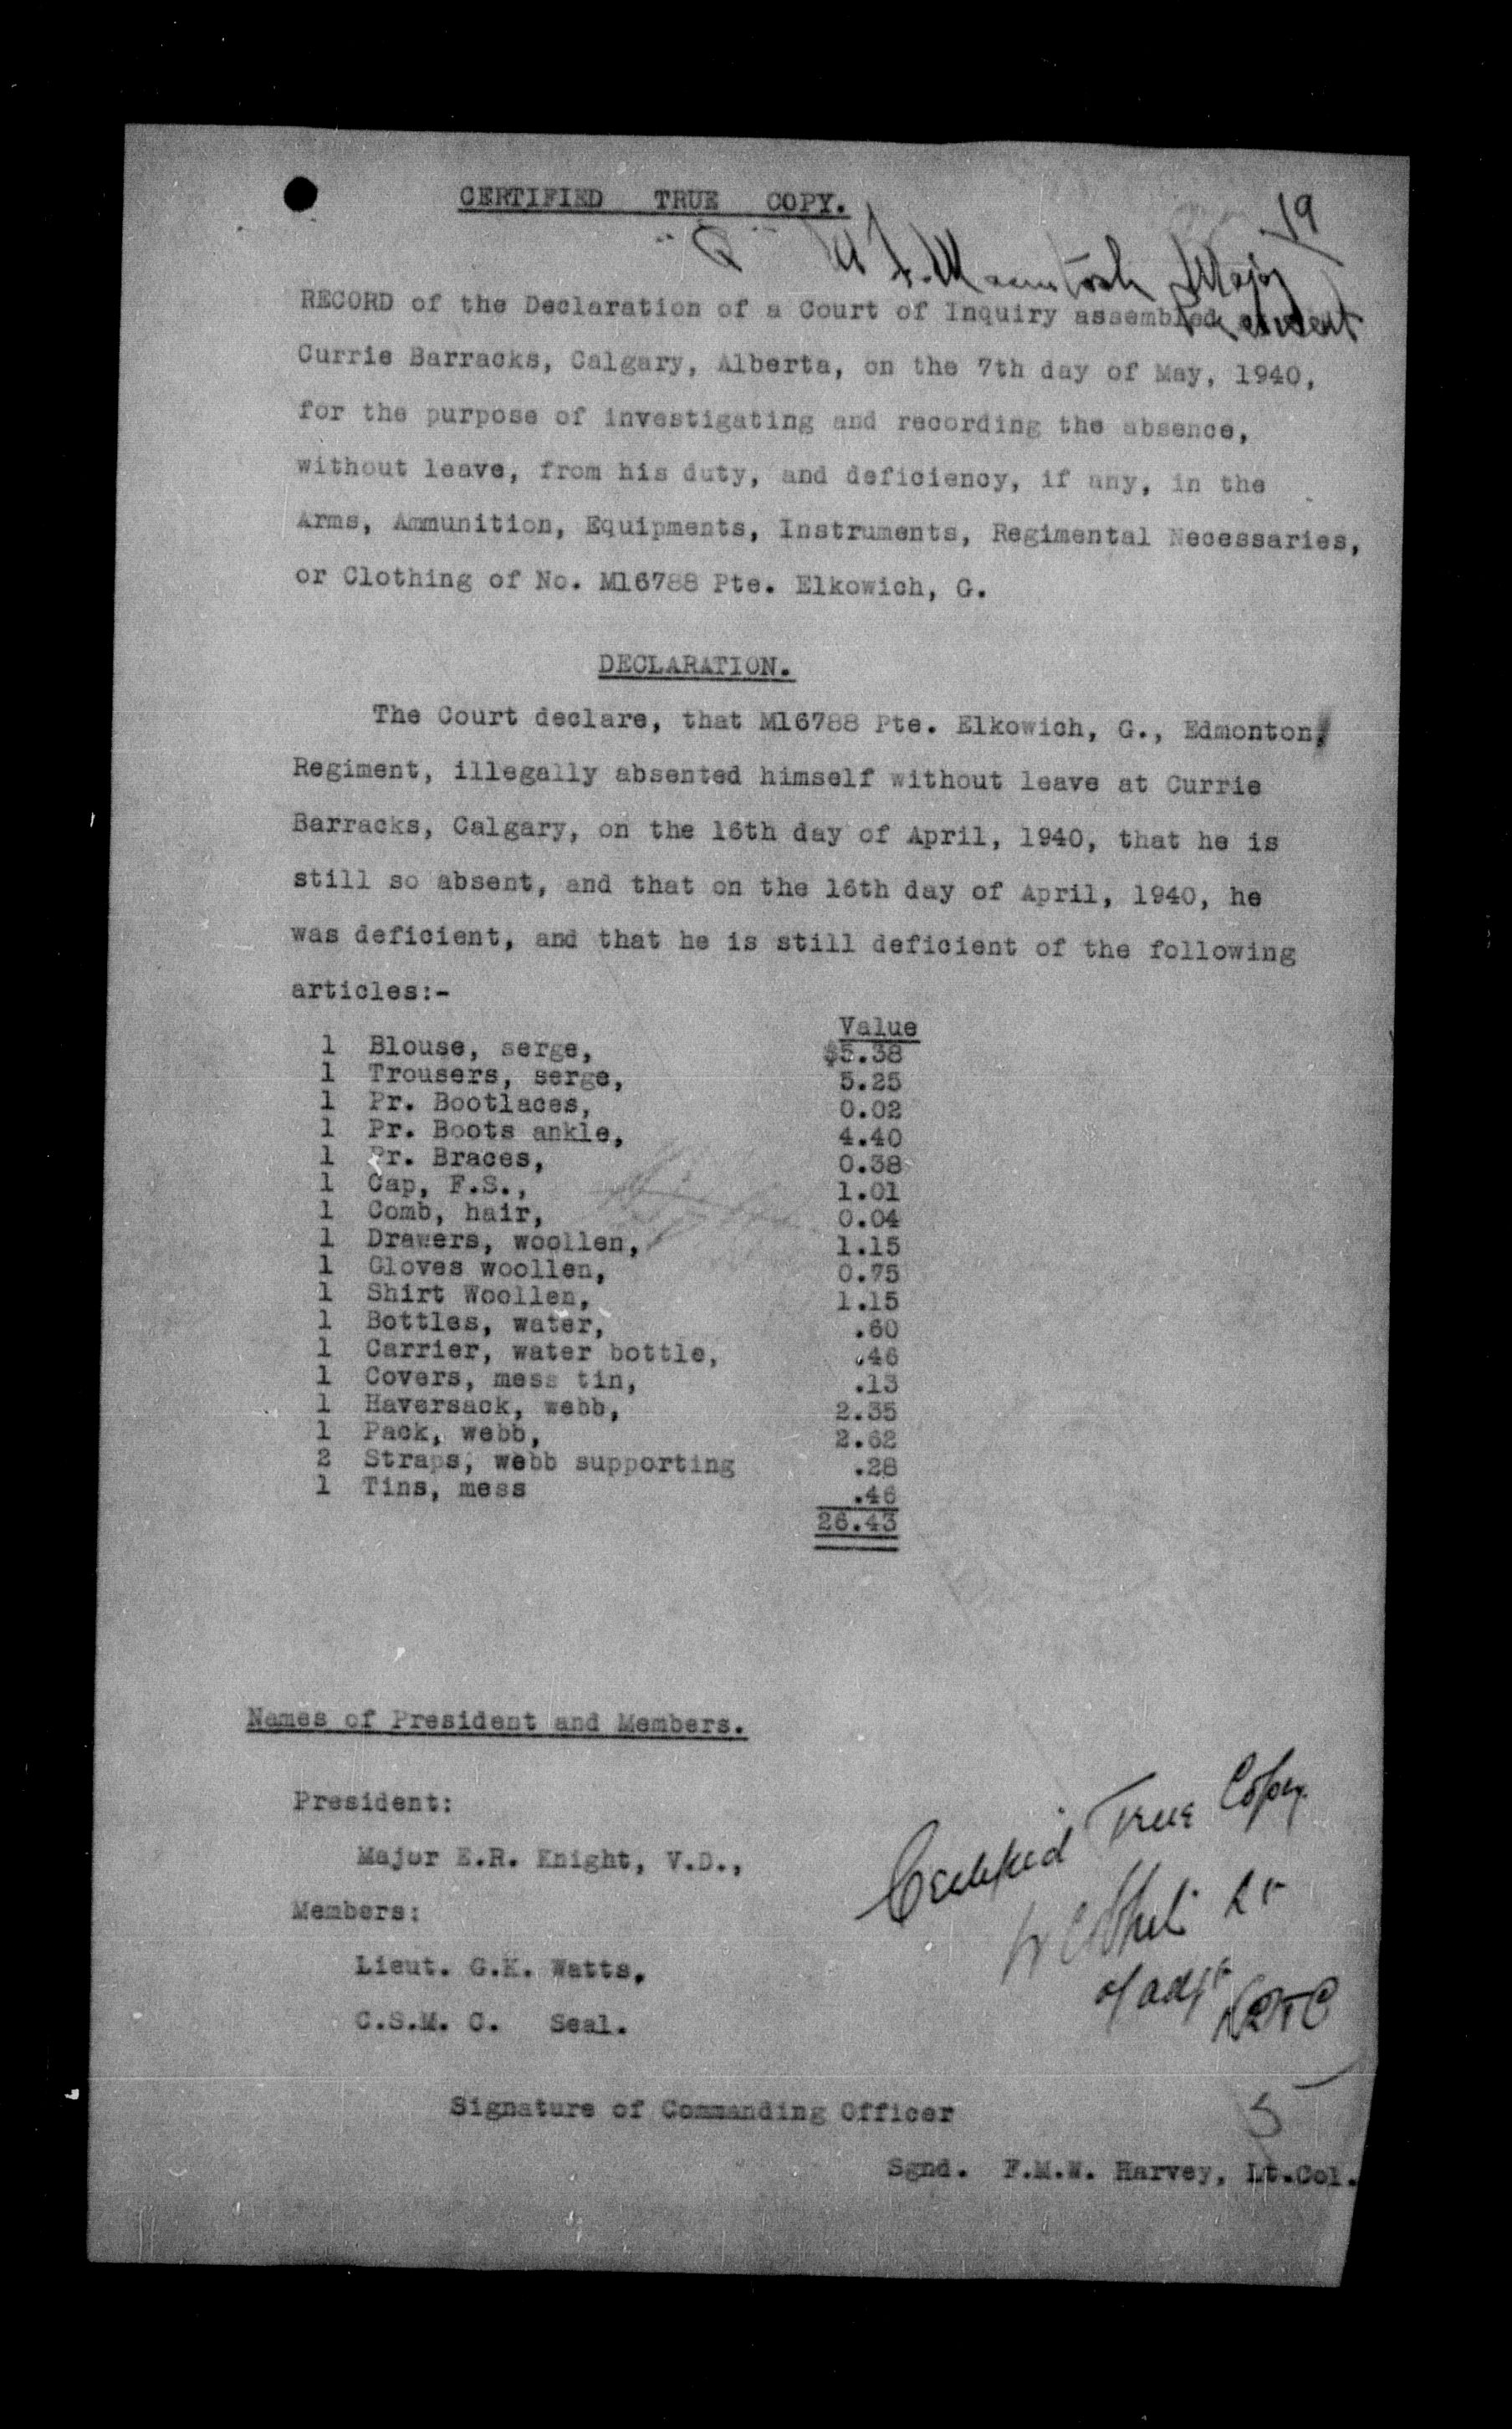 CERTIFIED TRUE COPY.
19
"Q"
Major
President
RECORD of the Declaration of a Court of Inquiry assembled
Currie Barracks, Calgary, Alberta, on the 7th day of May, 1940,
for the purpose of investigating and recording the absence,
without leave, from his duty, and deficiency, if any, in the
Arms, Ammunition, Equipments, Instruments, Regimental Necessaries,
or Clothing of No. M16788 Pte. Elkowich, G.
DECLARATION.
The Court declare, that M16788 Pte. Elkowich, G., Edmonton
Regiment, illegally absented himself without leave at Currie
Barracks, Calgary, on the 16th day of April, 1940, that he is
still so absent, and that on the 16th day of April, 1940, he
was deficient, and that he is still deficient of the following
articles:-
Value
1 Blouse, serge, $5.38
1 Trousers, serge, 5.25
1 Pr. Bootlaces, 0.02
1 Pr. Boots ankle, 4.40
1 Pr. Braces, 0.38
1 Cap, F.S., 1.01
1 Comb, hair, 0.04
1 Drawers, woollen, 1.15
1 Gloves woollen, 0.75
1 Shirt Woollen, 1.15
1 Bottles, water, .60
1 Carrier, water bottle, .46
1 Covers, mess tin, .13
1 Haversack, webb, 2.35
1 Pack, webb, 2.62
2 Straps, webb supporting .28
1 Tins, mess .46
26.43
Names of President and Members.
President:
Major E.R. Knight, V.D.,
Members:
Lieut. G.K. Watts,
C.S.M. C. Seal.
Certified True Copy
Lt
Signature of Commanding Officer
5
Sgnd. F.M.W. Harvey, Lt.Col.